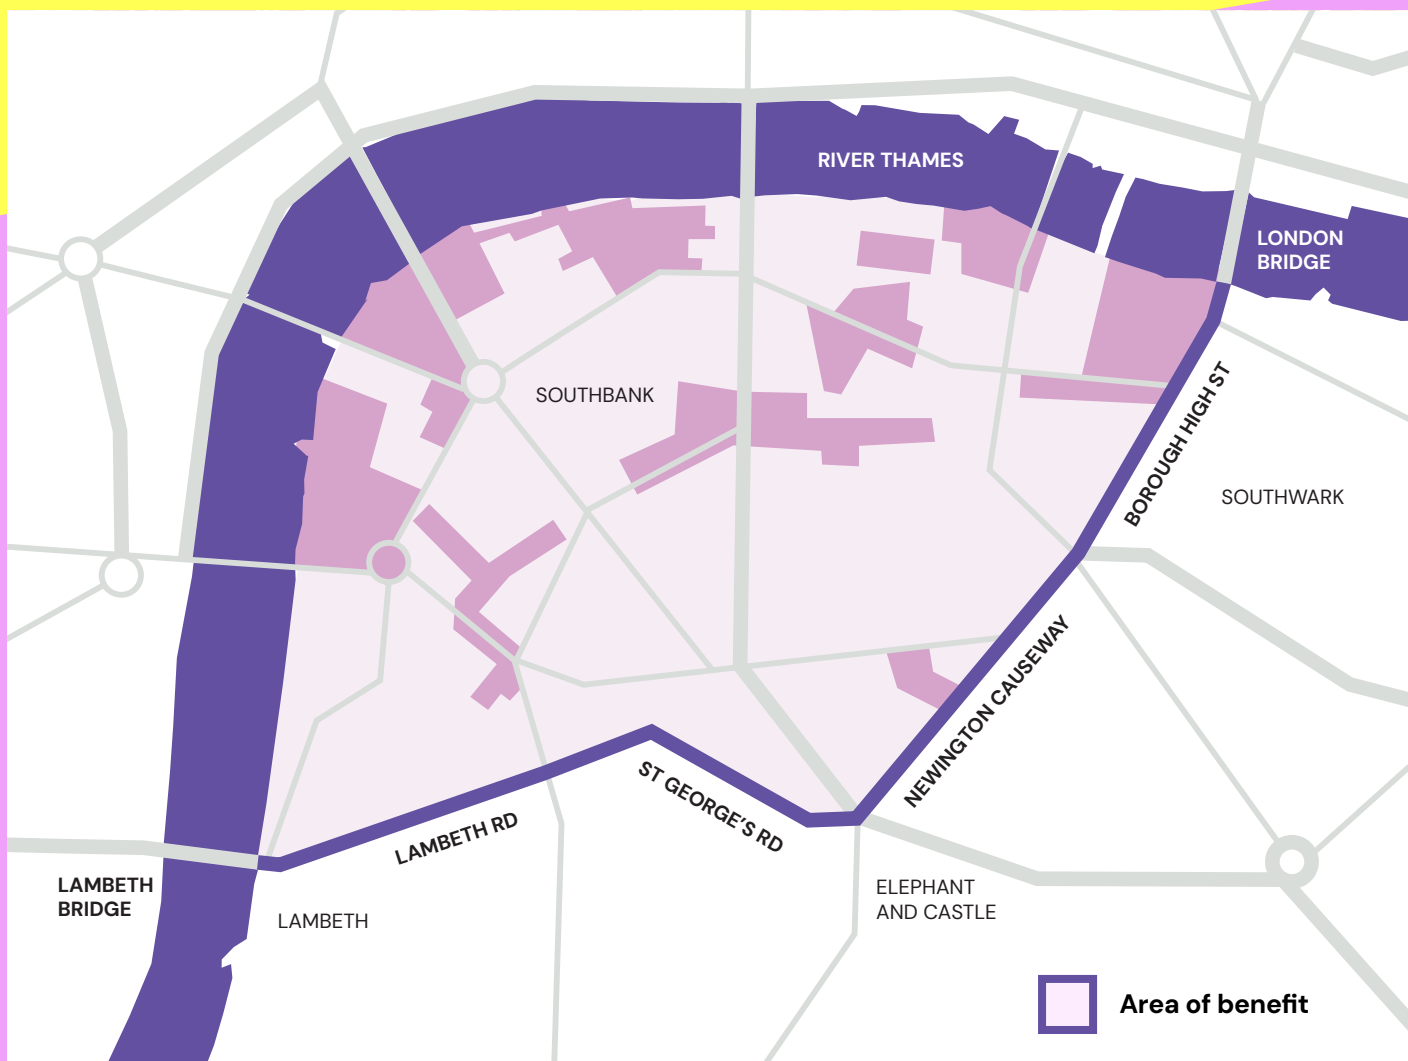 RIVER THAMES
LONDON
BRIDGE
SOUTHBANK
BOROUGH HIGH ST
SOUTHWARK
NEWINGTON CAUSEWAY
ST GEORGE’S RD
LAMBETH RD
LAMBETH
BRIDGE
LAMBETH
ELEPHANT
AND CASTLE
Area of benefit